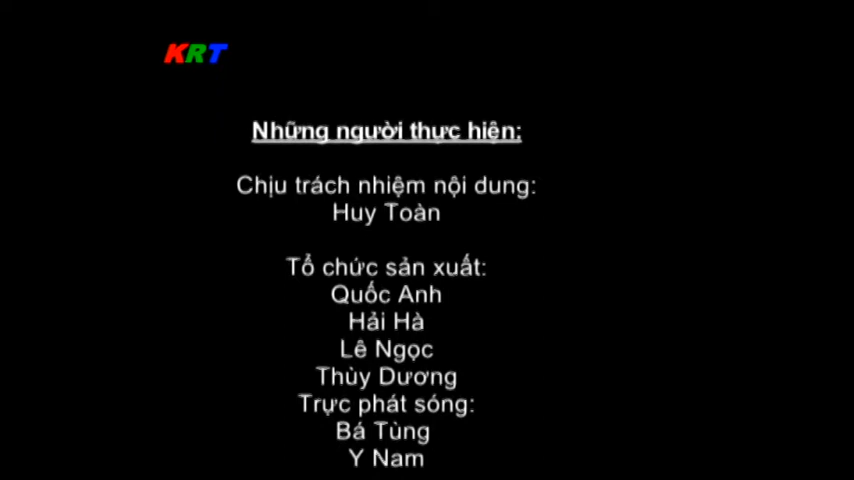 KRT
Những người thực hiện:
Chịu trách nhiệm nội dung:
Huy Toàn
Tổ chức sản xuất:
Quốc Anh
Hải Hà
Lê Ngọc
Thùy Dương
Trực phát sóng:
Bá Tùng
Y Nam